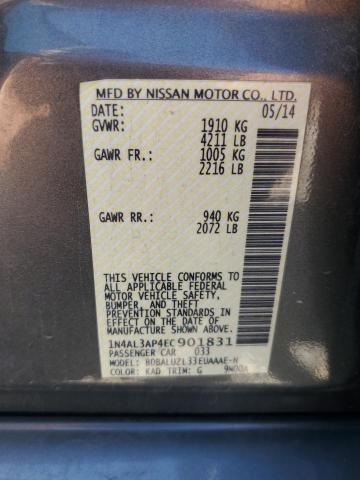 MFD BY NISSAN MOTOR CO., LTD.
DATE: 05/14
GVWR: 1910 KG
4211 LB
GAWR FR.: 1005 KG
2216 LB
GAWR RR.: 940 KG
2072 LB
THIS VEHICLE CONFORMS TO
ALL APPLICABLE FEDERAL
MOTOR VEHICLE SAFETY,
BUMPER, AND THEFT
PREVENTION STANDARDS
IN EFFECT ON THE DATE OF
MANUFACTURE SHOWN ABOVE.
1N4AL3AP4EC901831
PASSENGER CAR 033
MODEL: BDBALUZL33EUAAAE-N
COLOR: KAD TRIM: G